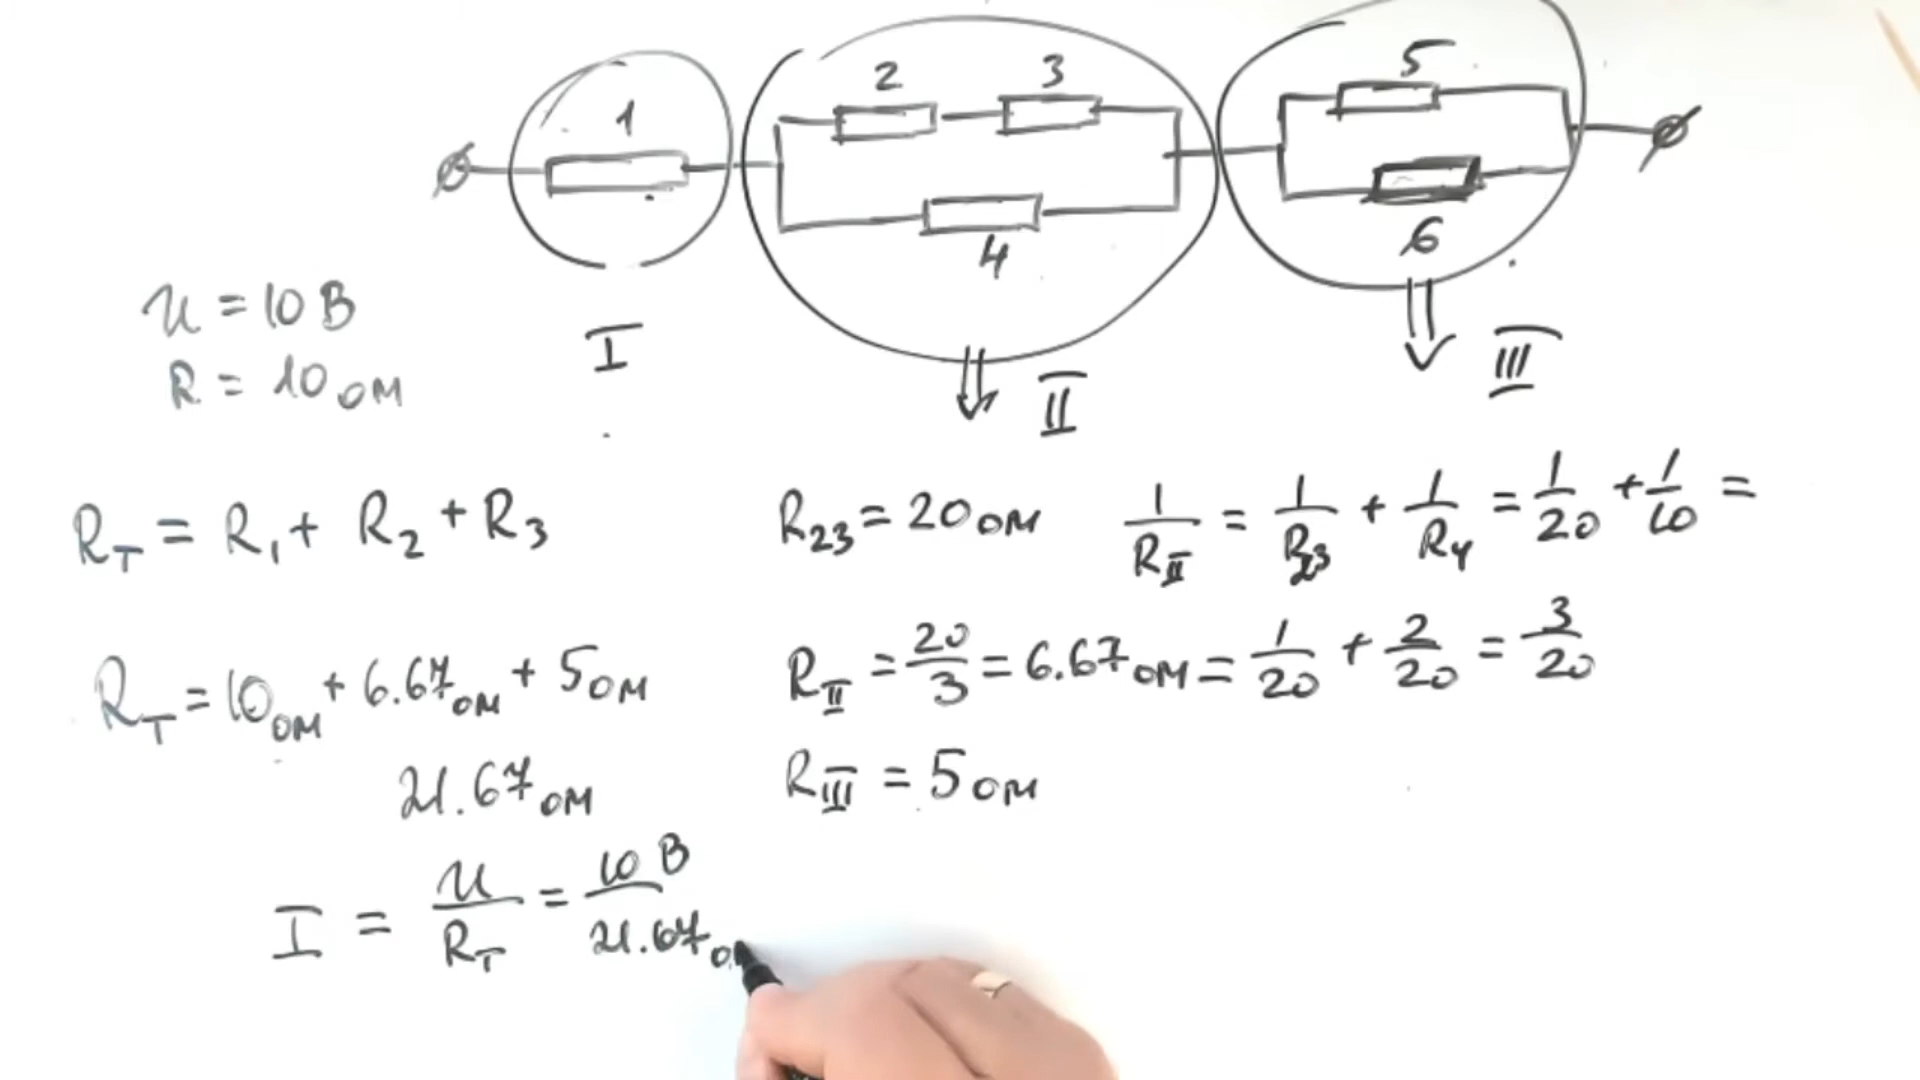 1
2 3
4
5
6
I
II
III
U = 10 В
R = 10 ом
R_T = R_1 + R_2 + R_3
R_T = 10 ом + 6.67 ом + 5 ом
21.67 ом
I = U/R_T = 10 В/21.67 о
R_23 = 20 ом
1/R_II = 1/R_23 + 1/R_4 = 1/20 + 1/10 =
R_II = 20/3 = 6.67 ом = 1/20 + 2/20 = 3/20
R_III = 5 ом